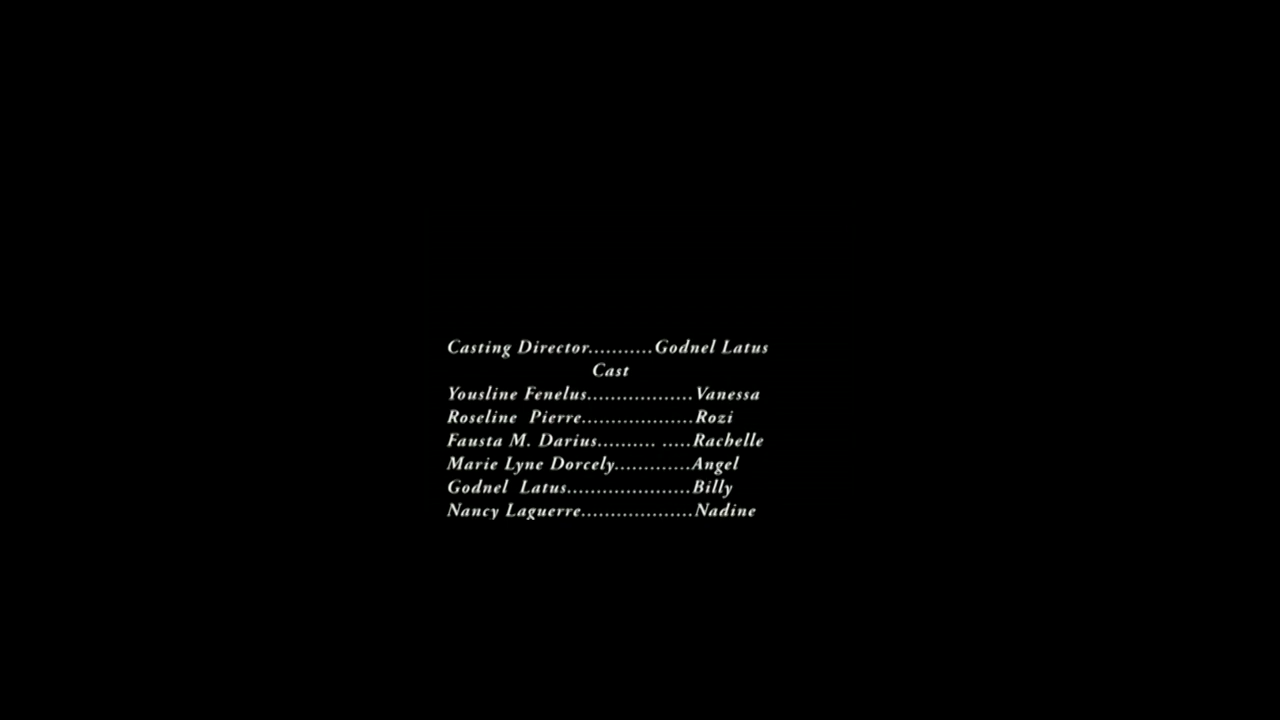 Casting Director...........Godnel Latus
Cast
Yousline Fenelus..................Vanessa
Roseline  Pierre...................Rozi
Fausta M. Darius.......... .....Rachelle
Marie Lyne Dorcely.............Angel
Godnel  Latus.....................Billy
Nancy Laguerre...................Nadine